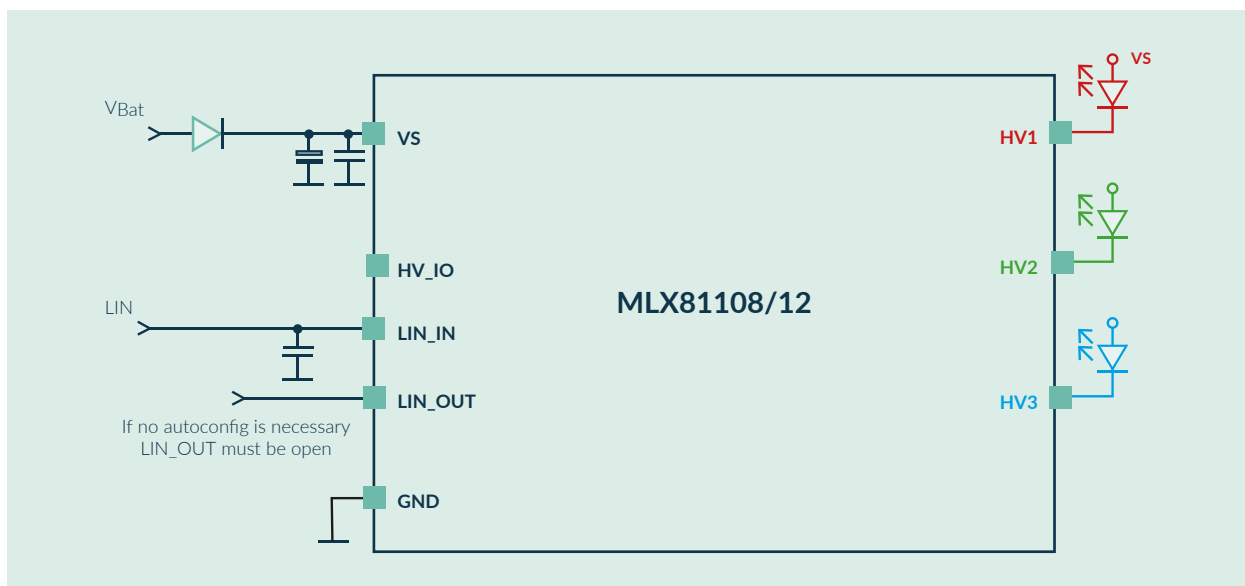 VBat
VS
HV_IO
LIN
LIN_IN
LIN_OUT
If no autoconfig is necessary
LIN_OUT must be open
GND
MLX81108/12
VS
HV1
HV2
HV3